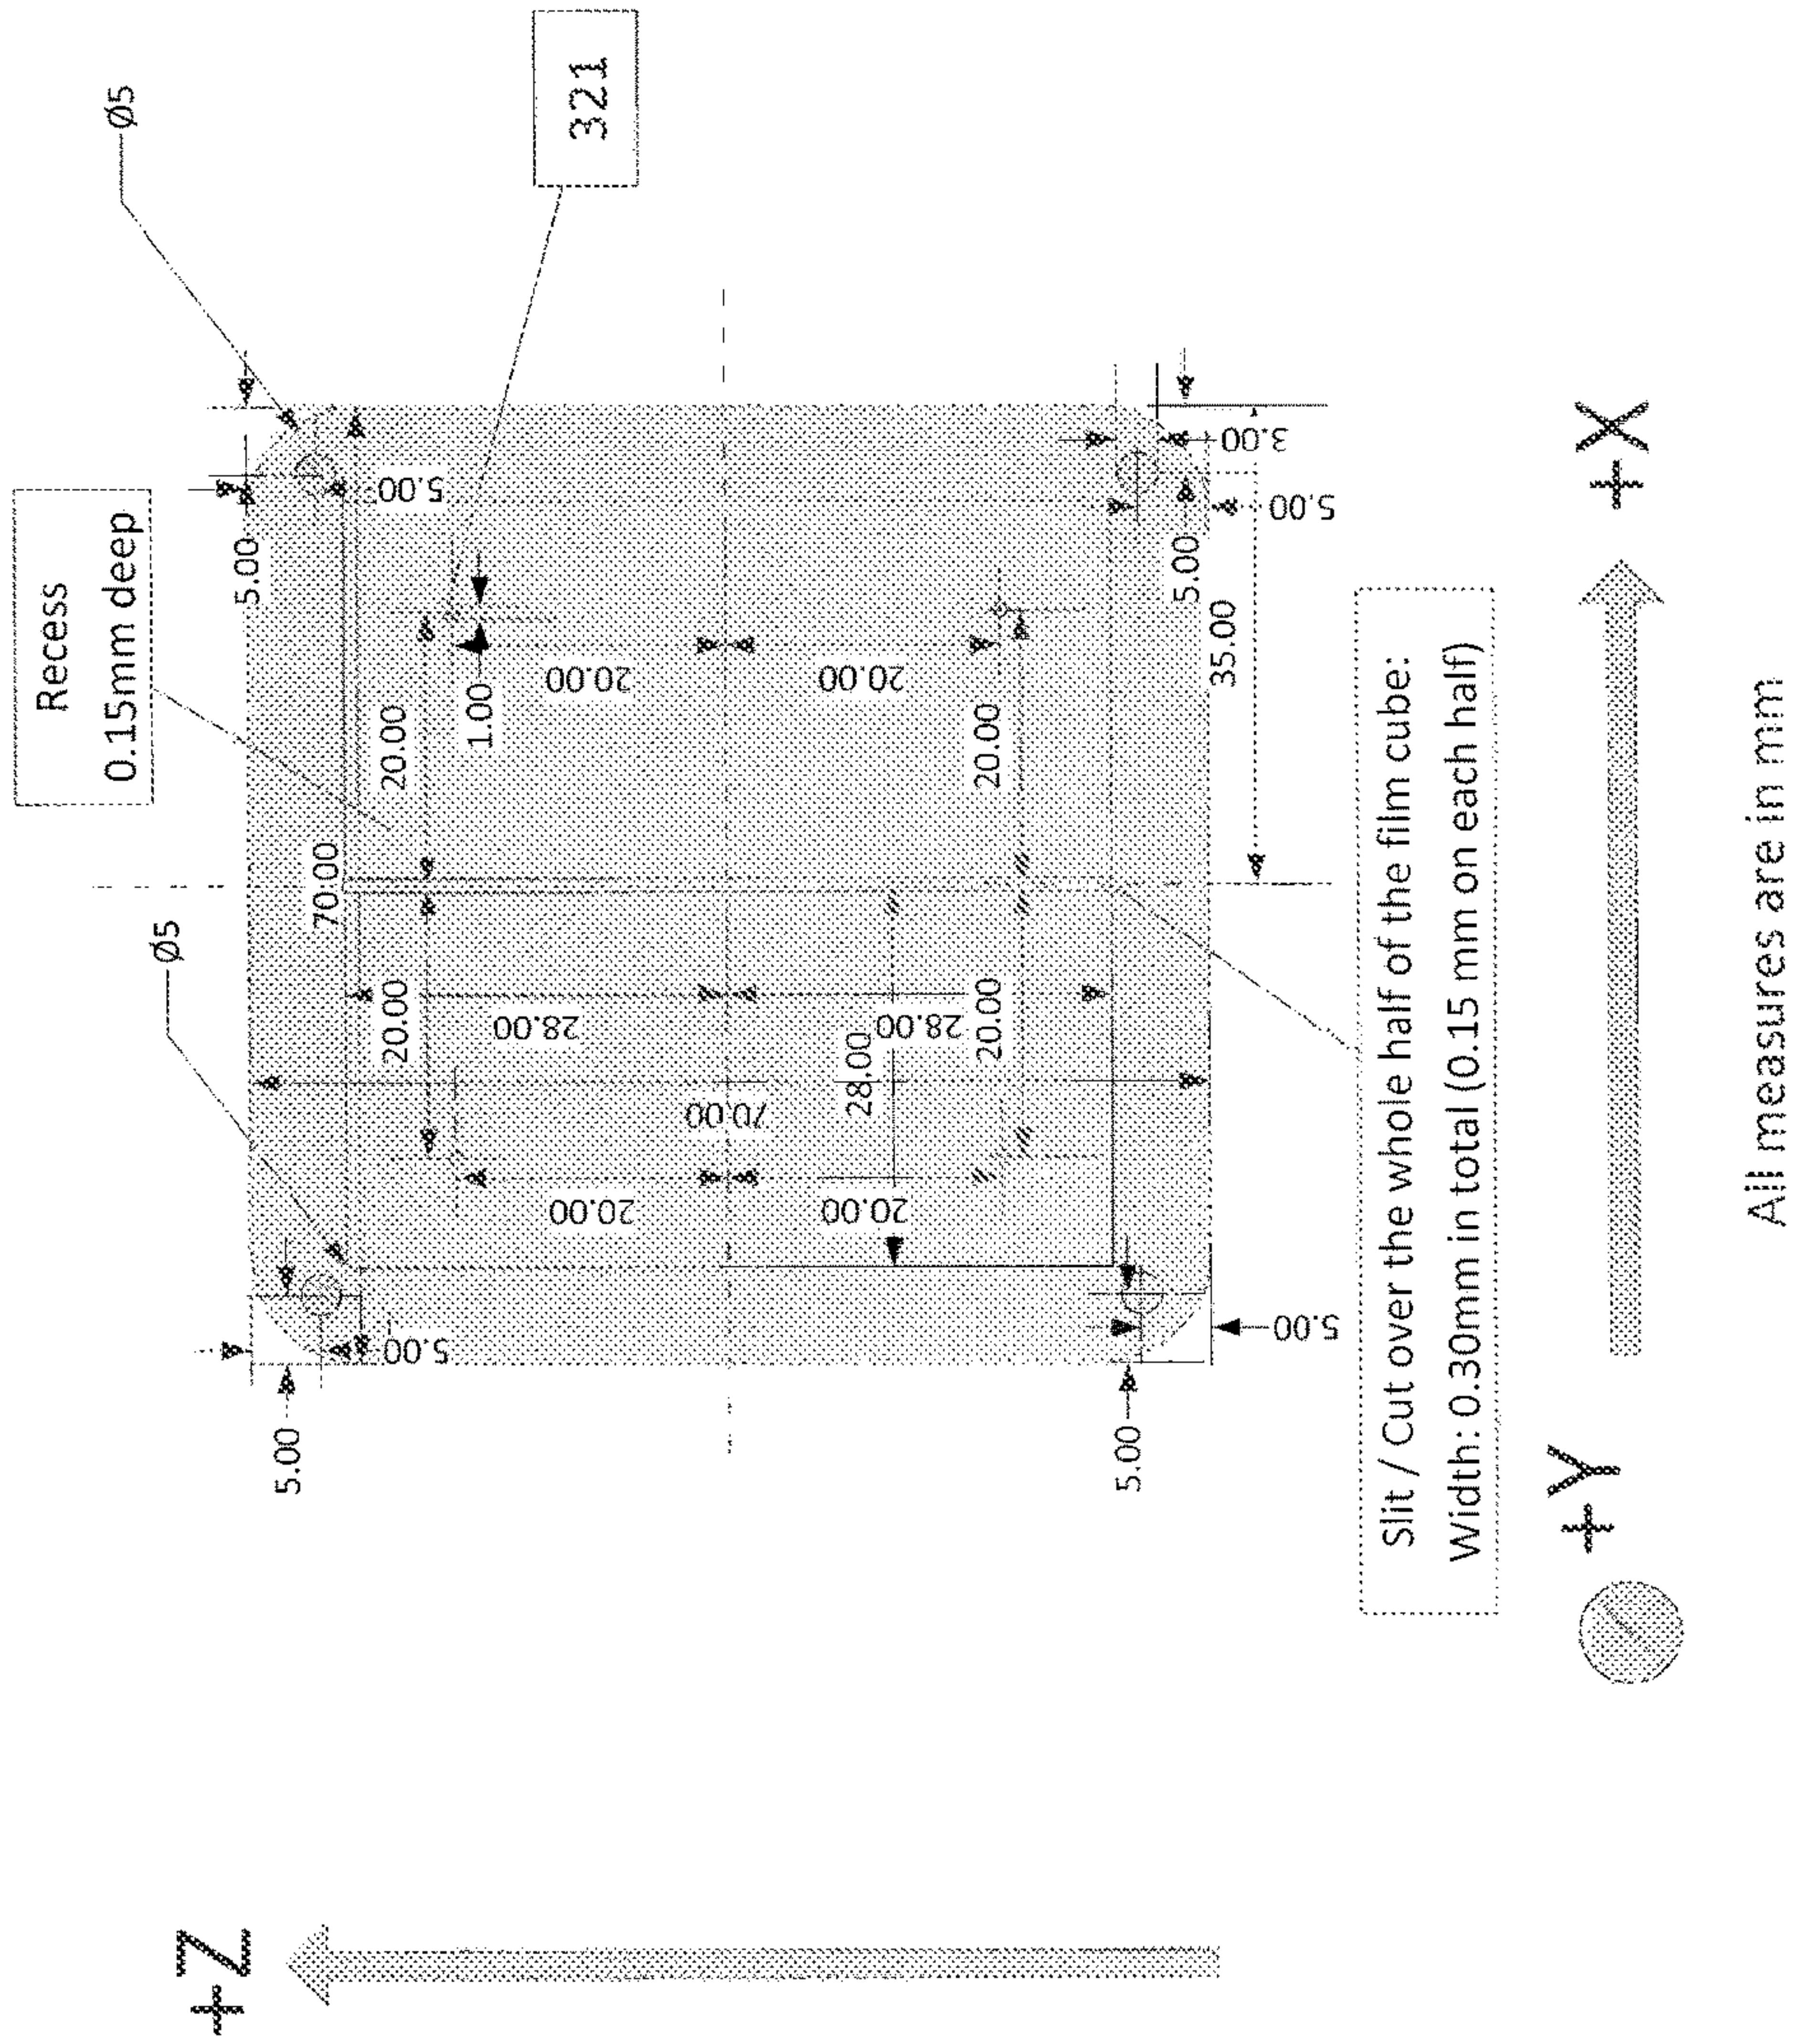 Ø5
321
Recess
0.15mm deep
Ø5
5.00
5.00
70.00
20.00
20.00
1.00
20.00
20.00
28.00
28.00
28.00
70.00
20.00
20.00
20.00
20.00
3.00
5.00
5.00
35.00
5.00
5.00
5.00
5.00
Slit / Cut over the whole half of the film cube:
Width: 0.30mm in total (0.15 mm on each half)
+Z
+Y
+X
All measures are in mm